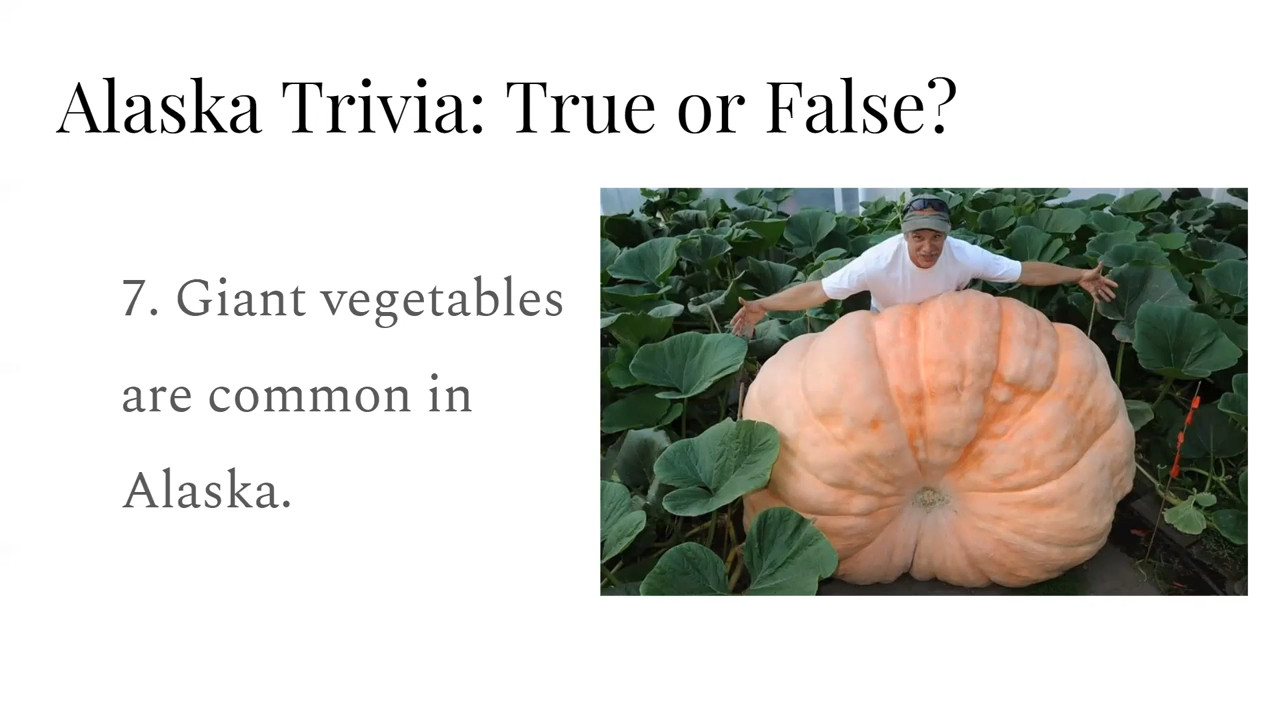 Alaska Trivia: True or False?
7. Giant vegetables
are common in
Alaska.